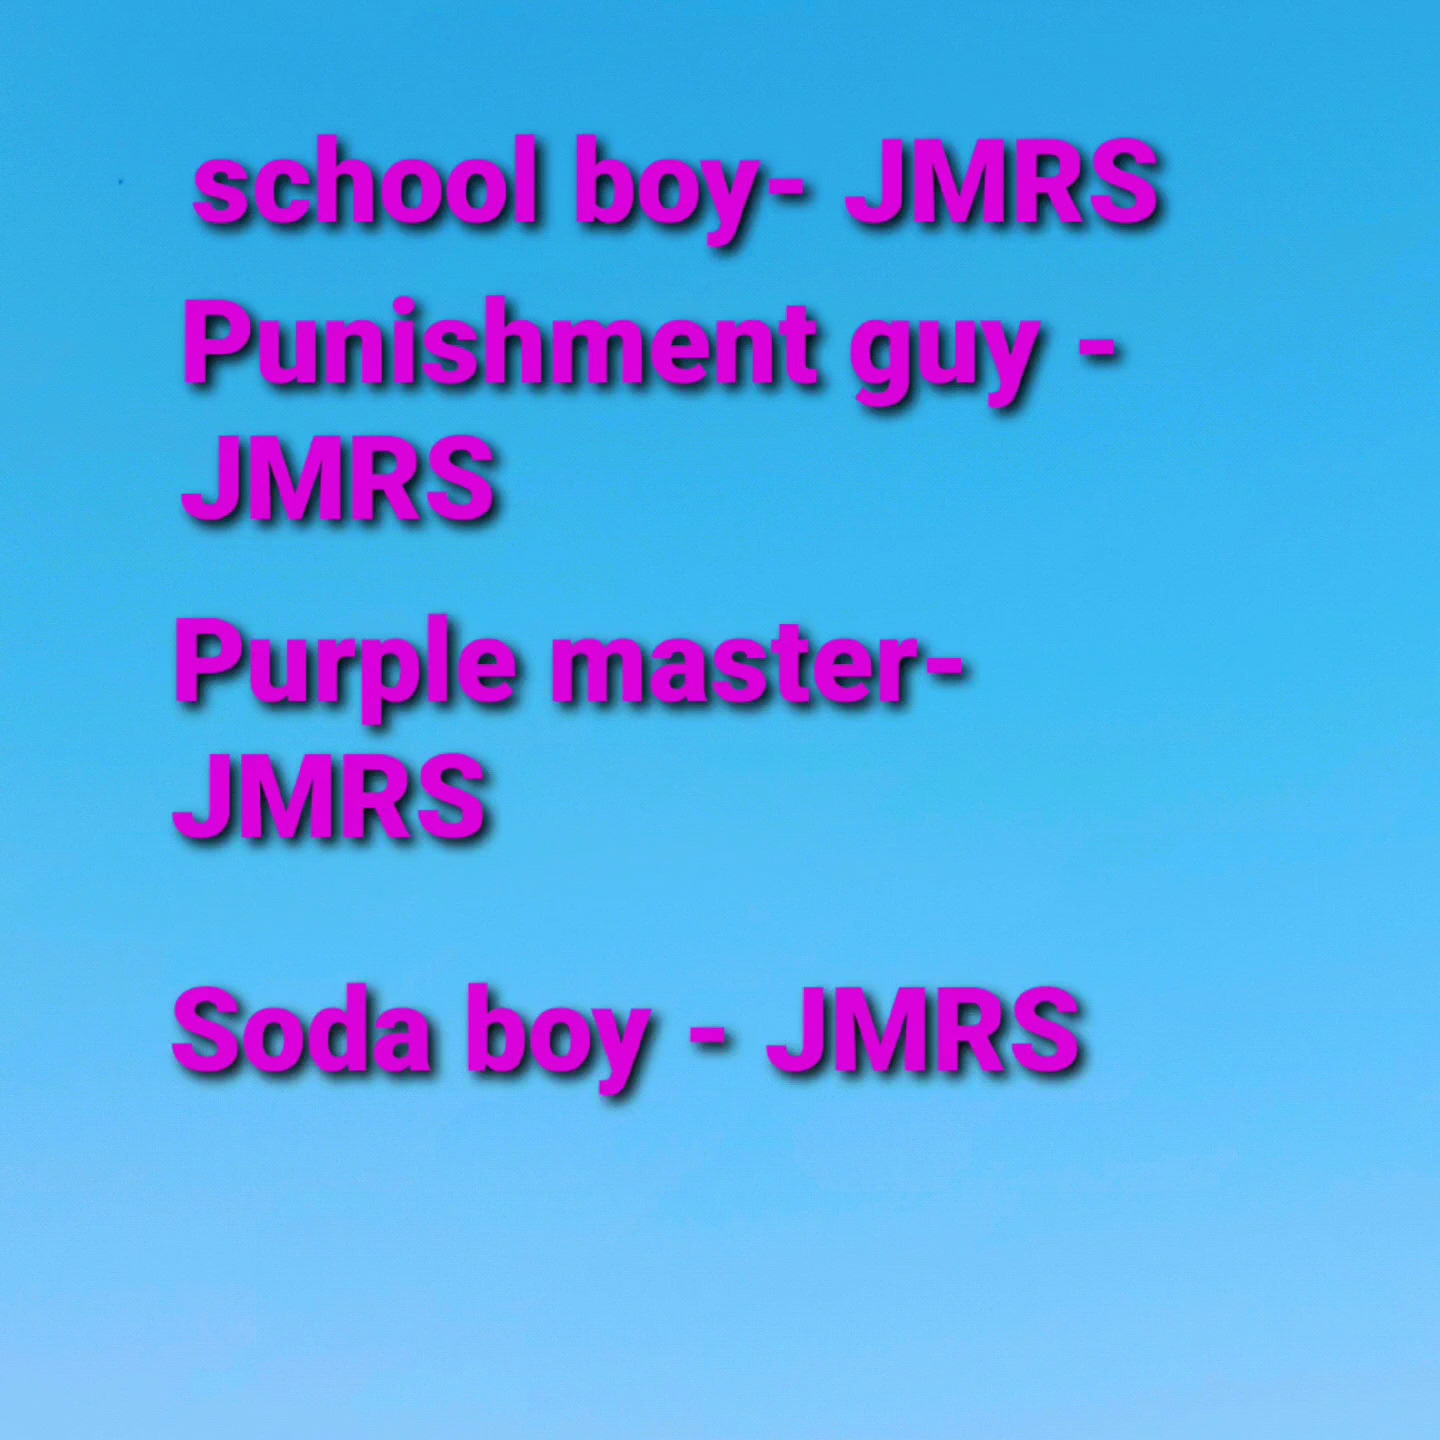 school boy- JMRS
Punishment guy -
JMRS
Purple master-
JMRS
Soda boy - JMRS